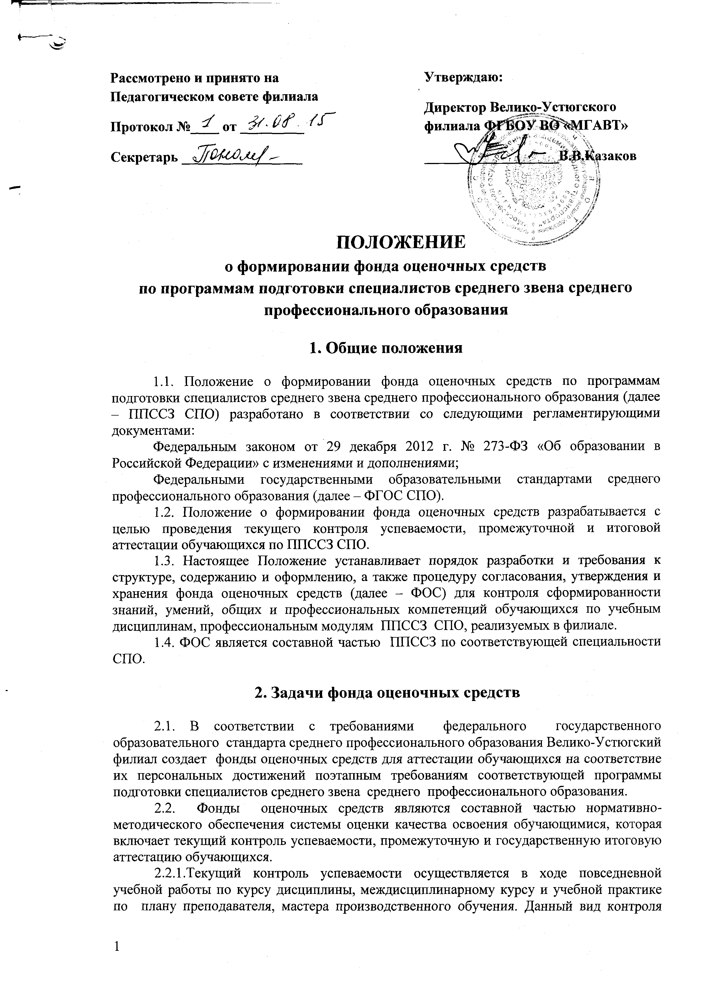 Рассмотрено и принято на
Педагогическом совете филиала
Протокол № 1 от 31.08.15
Секретарь
Утверждаю:
Директор Велико-Устюгского
филиала ФГБОУ ВО «МГАВТ»
В.В.Казаков
ПОЛОЖЕНИЕ
о формировании фонда оценочных средств
по программам подготовки специалистов среднего звена среднего
профессионального образования
1. Общие положения
1.1. Положение о формировании фонда оценочных средств по программам
подготовки специалистов среднего звена среднего профессионального образования (далее
– ППССЗ СПО) разработано в соответствии со следующими регламентирующими
документами:
Федеральным законом от 29 декабря 2012 г. № 273-ФЗ «Об образовании в
Российской Федерации» с изменениями и дополнениями;
Федеральными государственными образовательными стандартами среднего
профессионального образования (далее – ФГОС СПО).
1.2. Положение о формировании фонда оценочных средств разрабатывается с
целью проведения текущего контроля успеваемости, промежуточной и итоговой
аттестации обучающихся по ППССЗ СПО.
1.3. Настоящее Положение устанавливает порядок разработки и требования к
структуре, содержанию и оформлению, а также процедуру согласования, утверждения и
хранения фонда оценочных средств (далее – ФОС) для контроля сформированности
знаний, умений, общих и профессиональных компетенций обучающихся по учебным
дисциплинам, профессиональным модулям ППССЗ СПО, реализуемых в филиале.
1.4. ФОС является составной частью ППССЗ по соответствующей специальности
СПО.
2. Задачи фонда оценочных средств
2.1. В соответствии с требованиями федерального государственного
образовательного стандарта среднего профессионального образования Велико-Устюгский
филиал создает фонды оценочных средств для аттестации обучающихся на соответствие
их персональных достижений поэтапным требованиям соответствующей программы
подготовки специалистов среднего звена среднего профессионального образования.
2.2. Фонды оценочных средств являются составной частью нормативно-
методического обеспечения системы оценки качества освоения обучающимися, которая
включает текущий контроль успеваемости, промежуточную и государственную итоговую
аттестацию обучающихся.
2.2.1.Текущий контроль успеваемости осуществляется в ходе повседневной
учебной работы по курсу дисциплины, междисциплинарному курсу и учебной практике
по плану преподавателя, мастера производственного обучения. Данный вид контроля
1